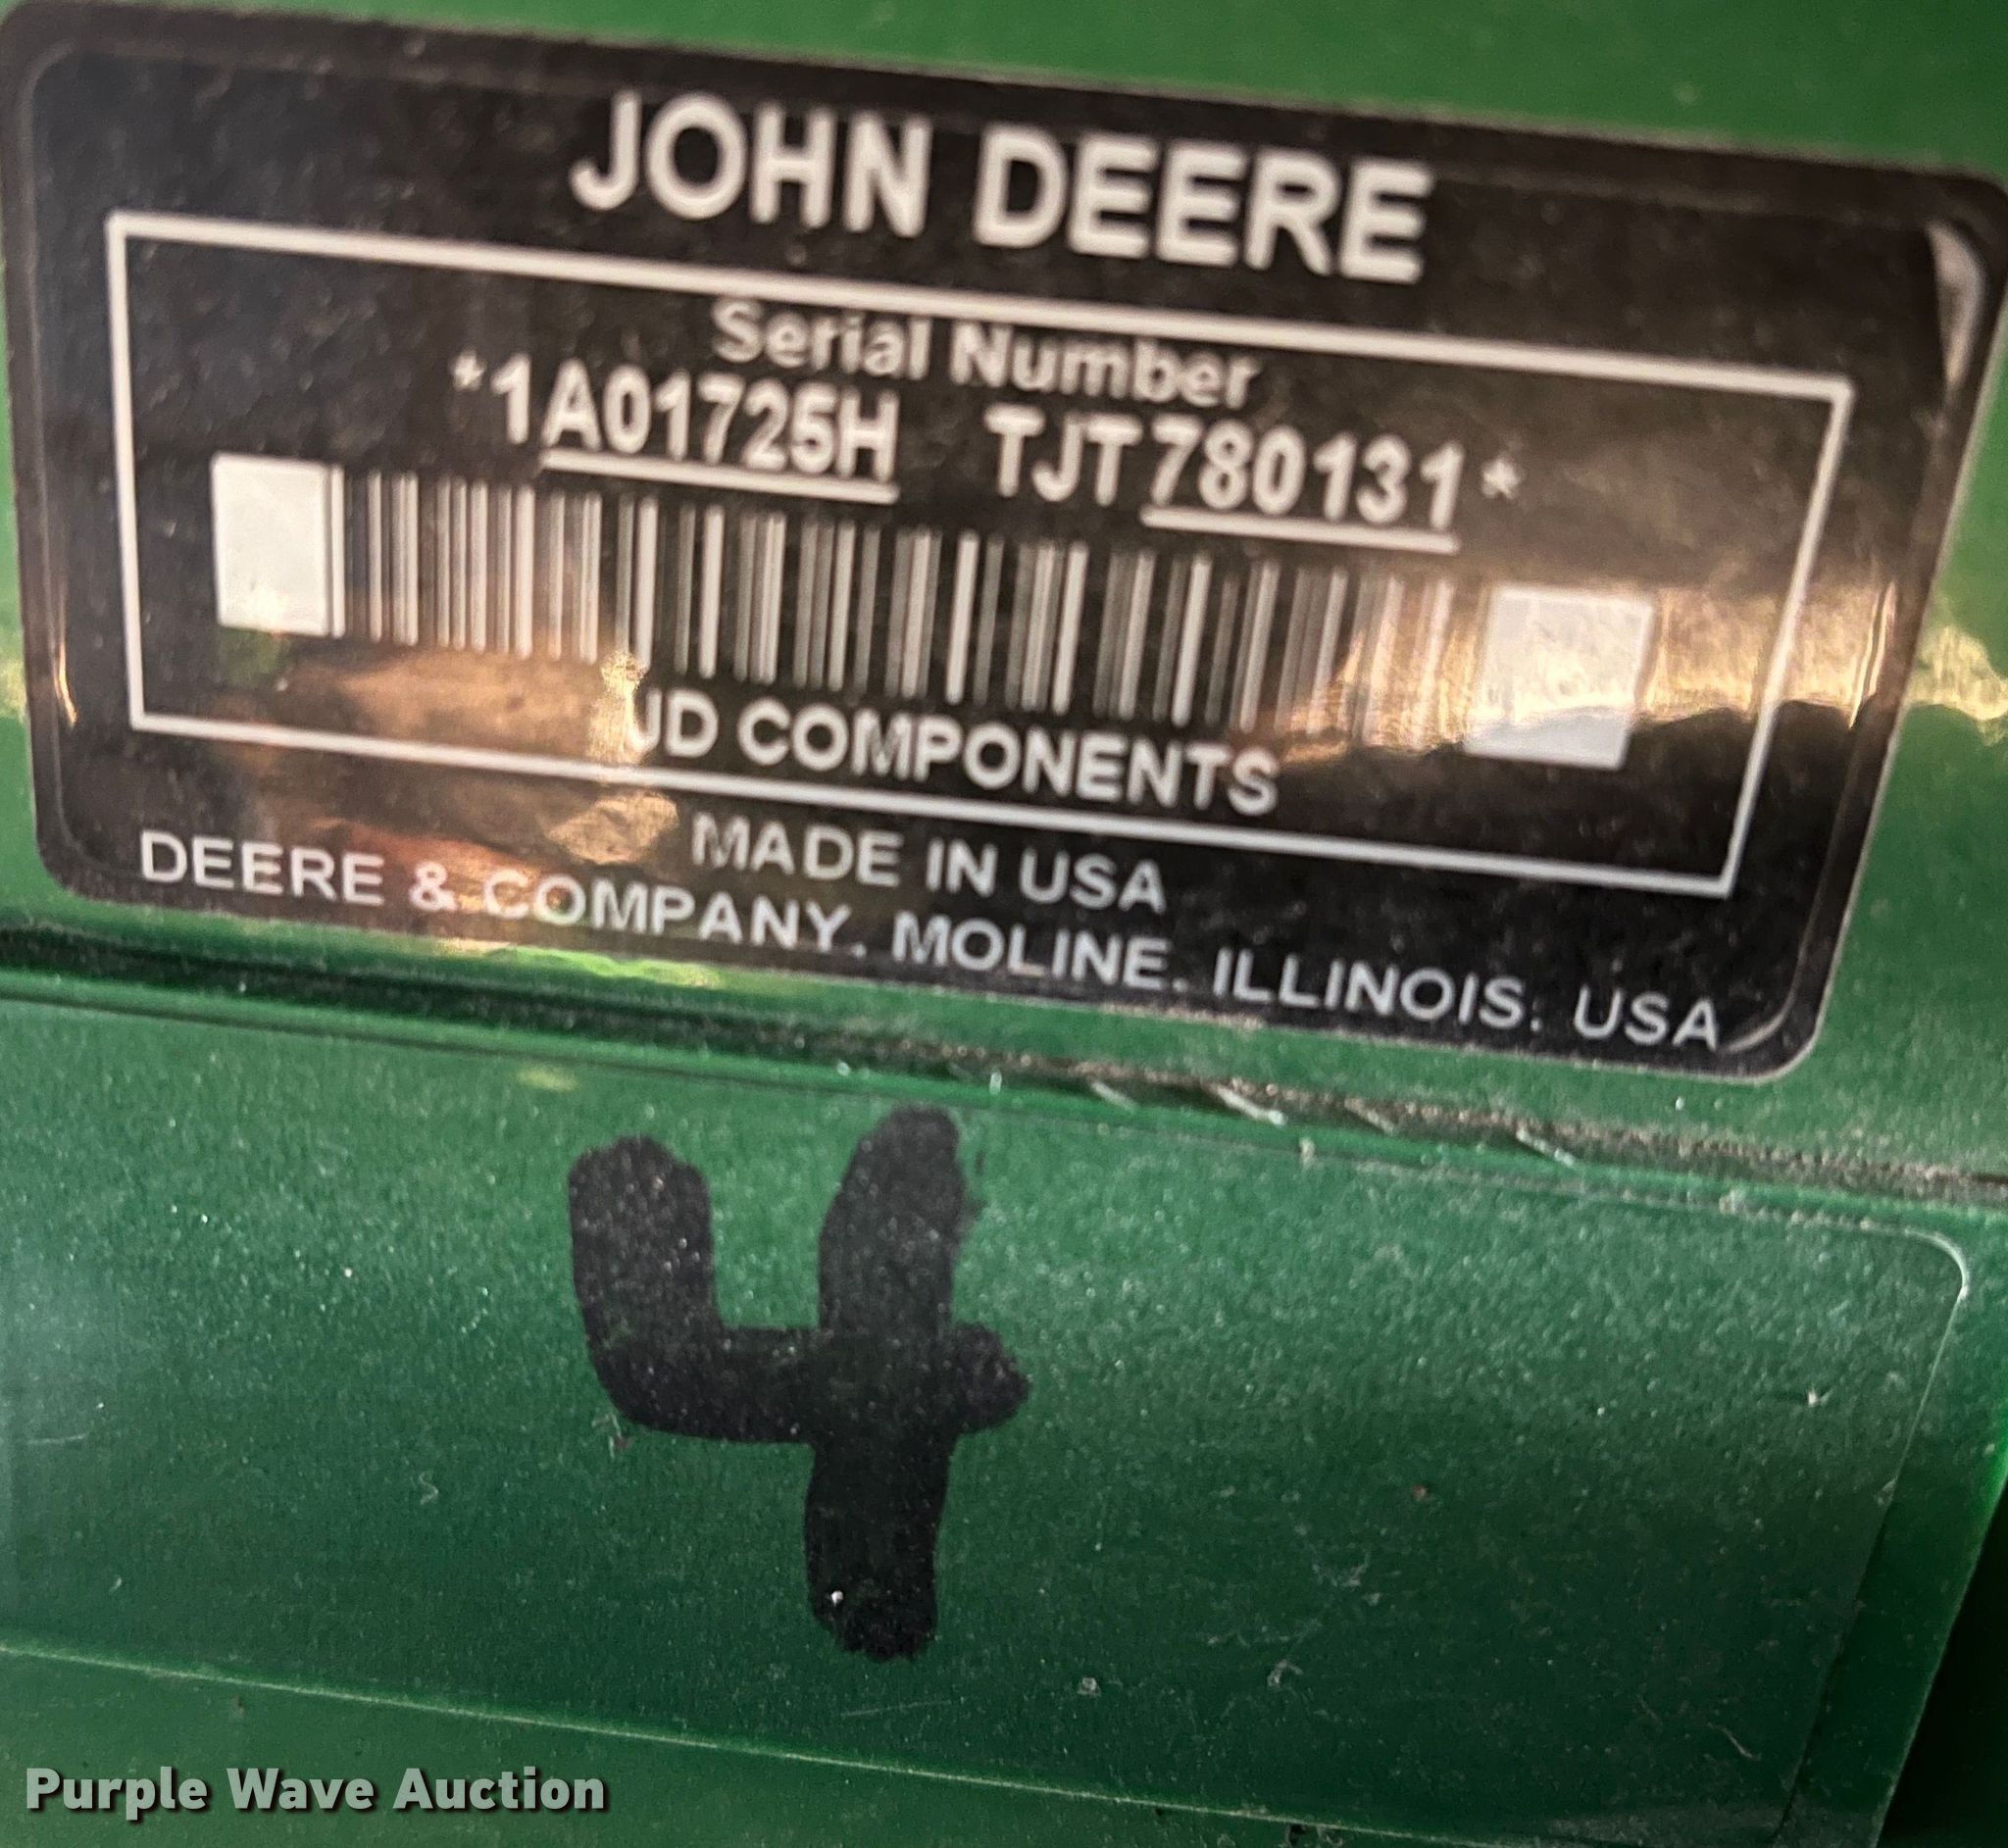 JOHN DEERE
Serial Number
*1A01725H TJT780131*
JD COMPONENTS
MADE IN USA
DEERE & COMPANY. MOLINE. ILLINOIS. USA
4
Purple Wave Auction